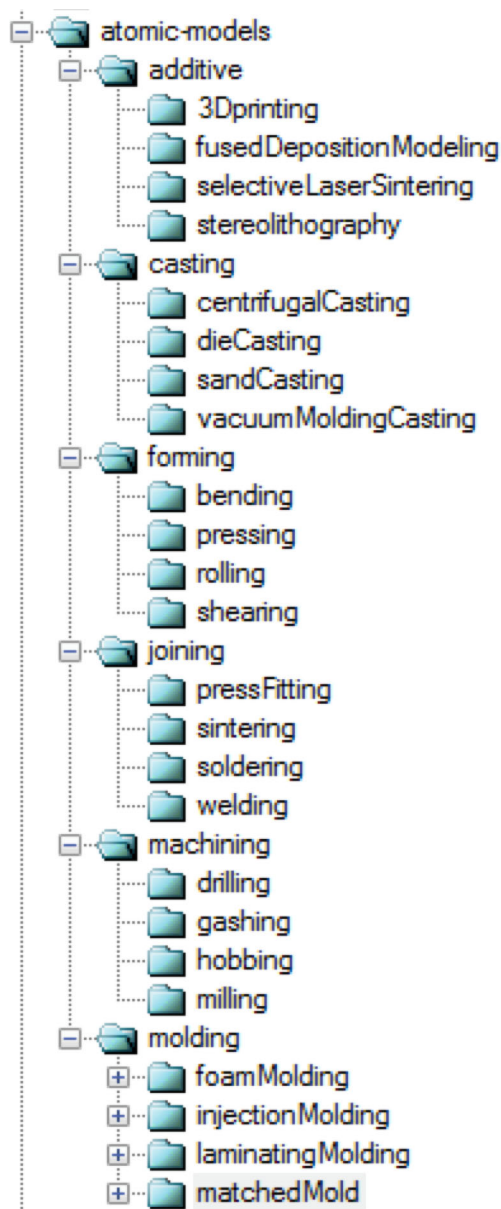 atomic-models
additive
3Dprinting
fusedDepositionModeling
selectiveLaserSintering
stereolithography
casting
centrifugalCasting
dieCasting
sandCasting
vacuumMoldingCasting
forming
bending
pressing
rolling
shearing
joining
pressFitting
sintering
soldering
welding
machining
drilling
gashing
hobbing
milling
molding
foamMolding
injectionMolding
laminatingMolding
matchedMold